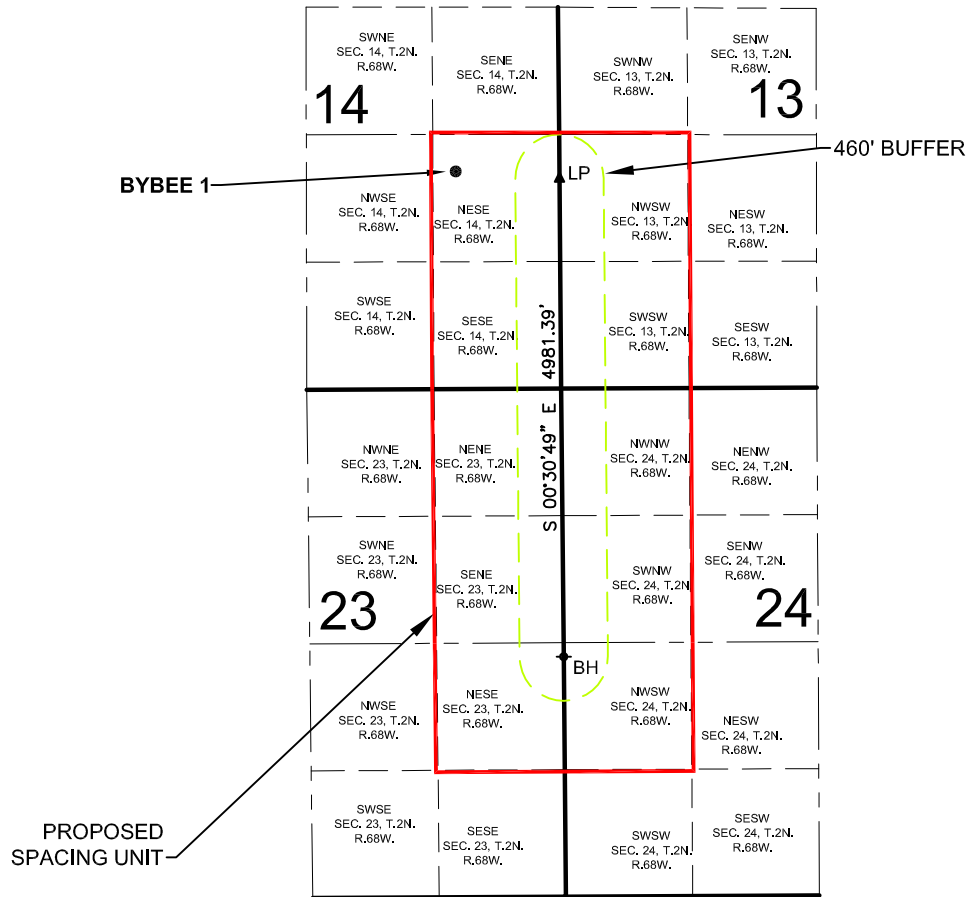 SWNE
SEC. 14, T.2N.
R.68W.
SENE
SEC. 14, T.2N.
R.68W.
SWNW
SEC. 13, T.2N.
R.68W.
SENW
SEC. 13, T.2N.
R.68W.
14
13
460' BUFFER
BYBEE 1
LP
NWSE
SEC. 14, T.2N.
R.68W.
NESE
SEC. 14, T.2N.
R.68W.
NWSW
SEC. 13, T.2N.
R.68W.
NESW
SEC. 13, T.2N.
R.68W.
SWSE
SEC. 14, T.2N.
R.68W.
SESE
SEC. 14, T.2N.
R.68W.
SWSW
SEC. 13, T.2N.
R.68W.
SESW
SEC. 13, T.2N.
R.68W.
S 00°30'49" E 4981.39'
NWNE
SEC. 23, T.2N.
R.68W.
NENE
SEC. 23, T.2N.
R.68W.
NWNW
SEC. 24, T.2N.
R.68W.
NENW
SEC. 24, T.2N.
R.68W.
SWNE
SEC. 23, T.2N.
R.68W.
SENE
SEC. 23, T.2N.
R.68W.
SWNW
SEC. 24, T.2N.
R.68W.
SENW
SEC. 24, T.2N.
R.68W.
23
24
BH
NWSE
SEC. 23, T.2N.
R.68W.
NESE
SEC. 23, T.2N.
R.68W.
NWSW
SEC. 24, T.2N.
R.68W.
NESW
SEC. 24, T.2N.
R.68W.
PROPOSED
SPACING UNIT
SWSE
SEC. 23, T.2N.
R.68W.
SESE
SEC. 23, T.2N.
R.68W.
SWSW
SEC. 24, T.2N.
R.68W.
SESW
SEC. 24, T.2N.
R.68W.